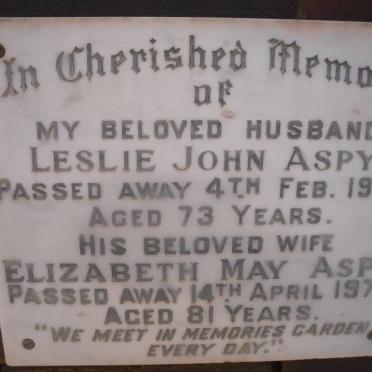 In Cherished Memo
OF
MY BELOVED HUSBAND
LESLIE JOHN ASPY
PASSED AWAY 4TH FEB. 19
AGED 73 YEARS.
HIS BELOVED WIFE
ELIZABETH MAY ASP
PASSED AWAY 14TH APRIL 197
AGED 81 YEARS.
"WE MEET IN MEMORIES GARDEN
EVERY DAY."